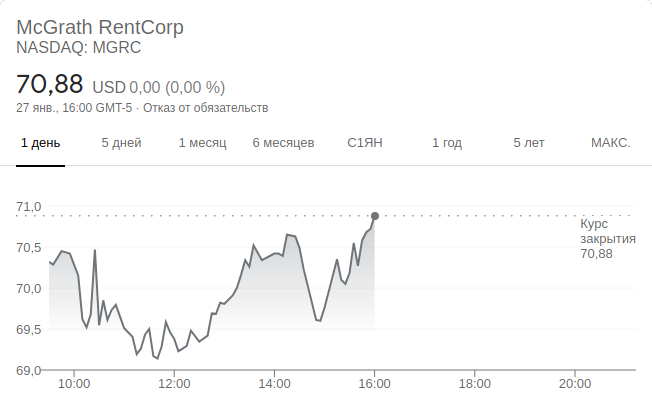 McGrath RentCorp
NASDAQ: MGRC
70,88 USD 0,00 (0,00 %)
27 янв., 16:00 GMT-5 · Отказ от обязательств
1 день 5 дней 1 месяц 6 месяцев С1ЯН 1 год 5 лет МАКС.
71,0
Курс
закрытия
70,88
70,5
70,0
69,5
69,0
10:00 12:00 14:00 16:00 18:00 20:00